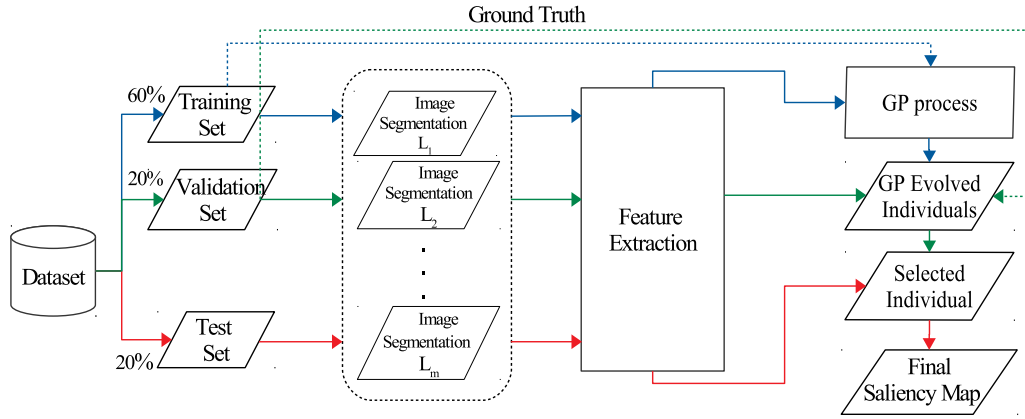 Ground Truth
60%
Training
Set
20%
Validation
Set
Dataset
20%
Test
Set
Image
Segmentation
L1
Image
Segmentation
L2
Image
Segmentation
Lm
Feature
Extraction
GP process
GP Evolved
Individuals
Selected
Individual
Final
Saliency Map